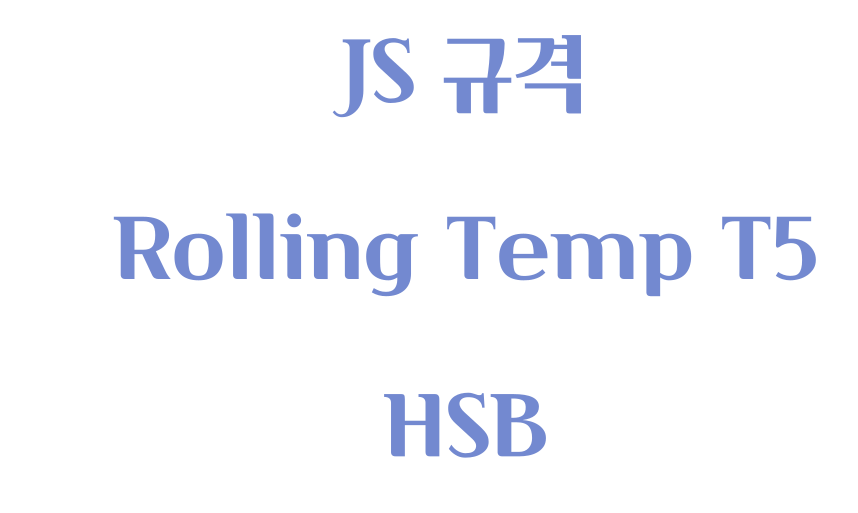 JS 규격
Rolling Temp T5
HSB